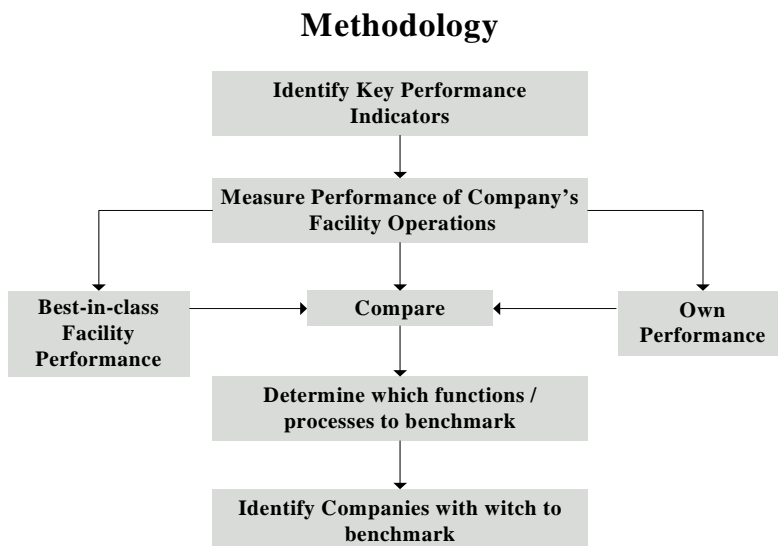 Methodology
Identify Key Performance
Indicators
Measure Performance of Company's
Facility Operations
Best-in-class
Facility
Performance
Compare
Own
Performance
Determine which functions /
processes to benchmark
Identify Companies with witch to
benchmark